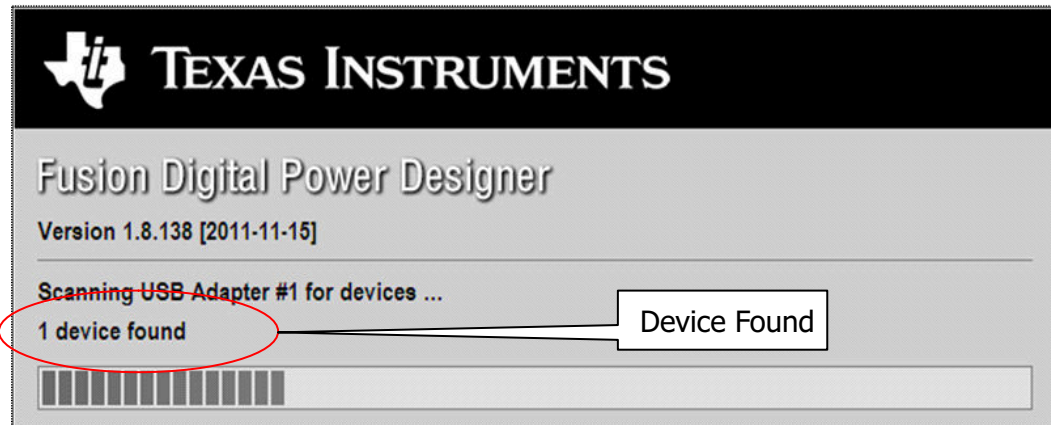 TEXAS INSTRUMENTS
Fusion Digital Power Designer
Version 1.8.138 [2011-11-15]
Scanning USB Adapter #1 for devices ...
1 device found
Device Found